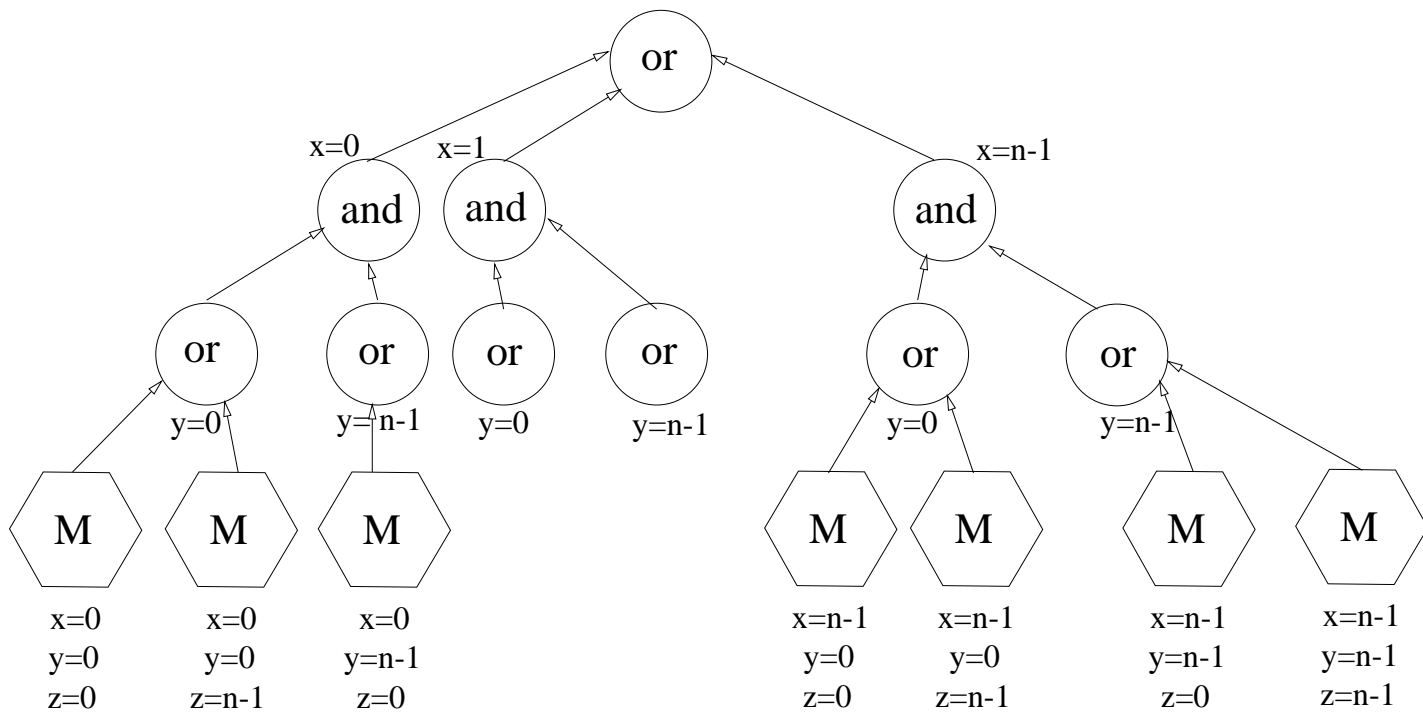 or
x=0
x=1
x=n-1
and
and
and
or
or
or
or
or
or
y=0
y=n-1
y=0
y=n-1
y=0
y=n-1
M
M
M
M
M
M
M
x=0
y=0
z=0
x=0
y=0
z=n-1
x=0
y=n-1
z=0
x=n-1
y=0
z=0
x=n-1
y=0
z=n-1
x=n-1
y=n-1
z=0
x=n-1
y=n-1
z=n-1